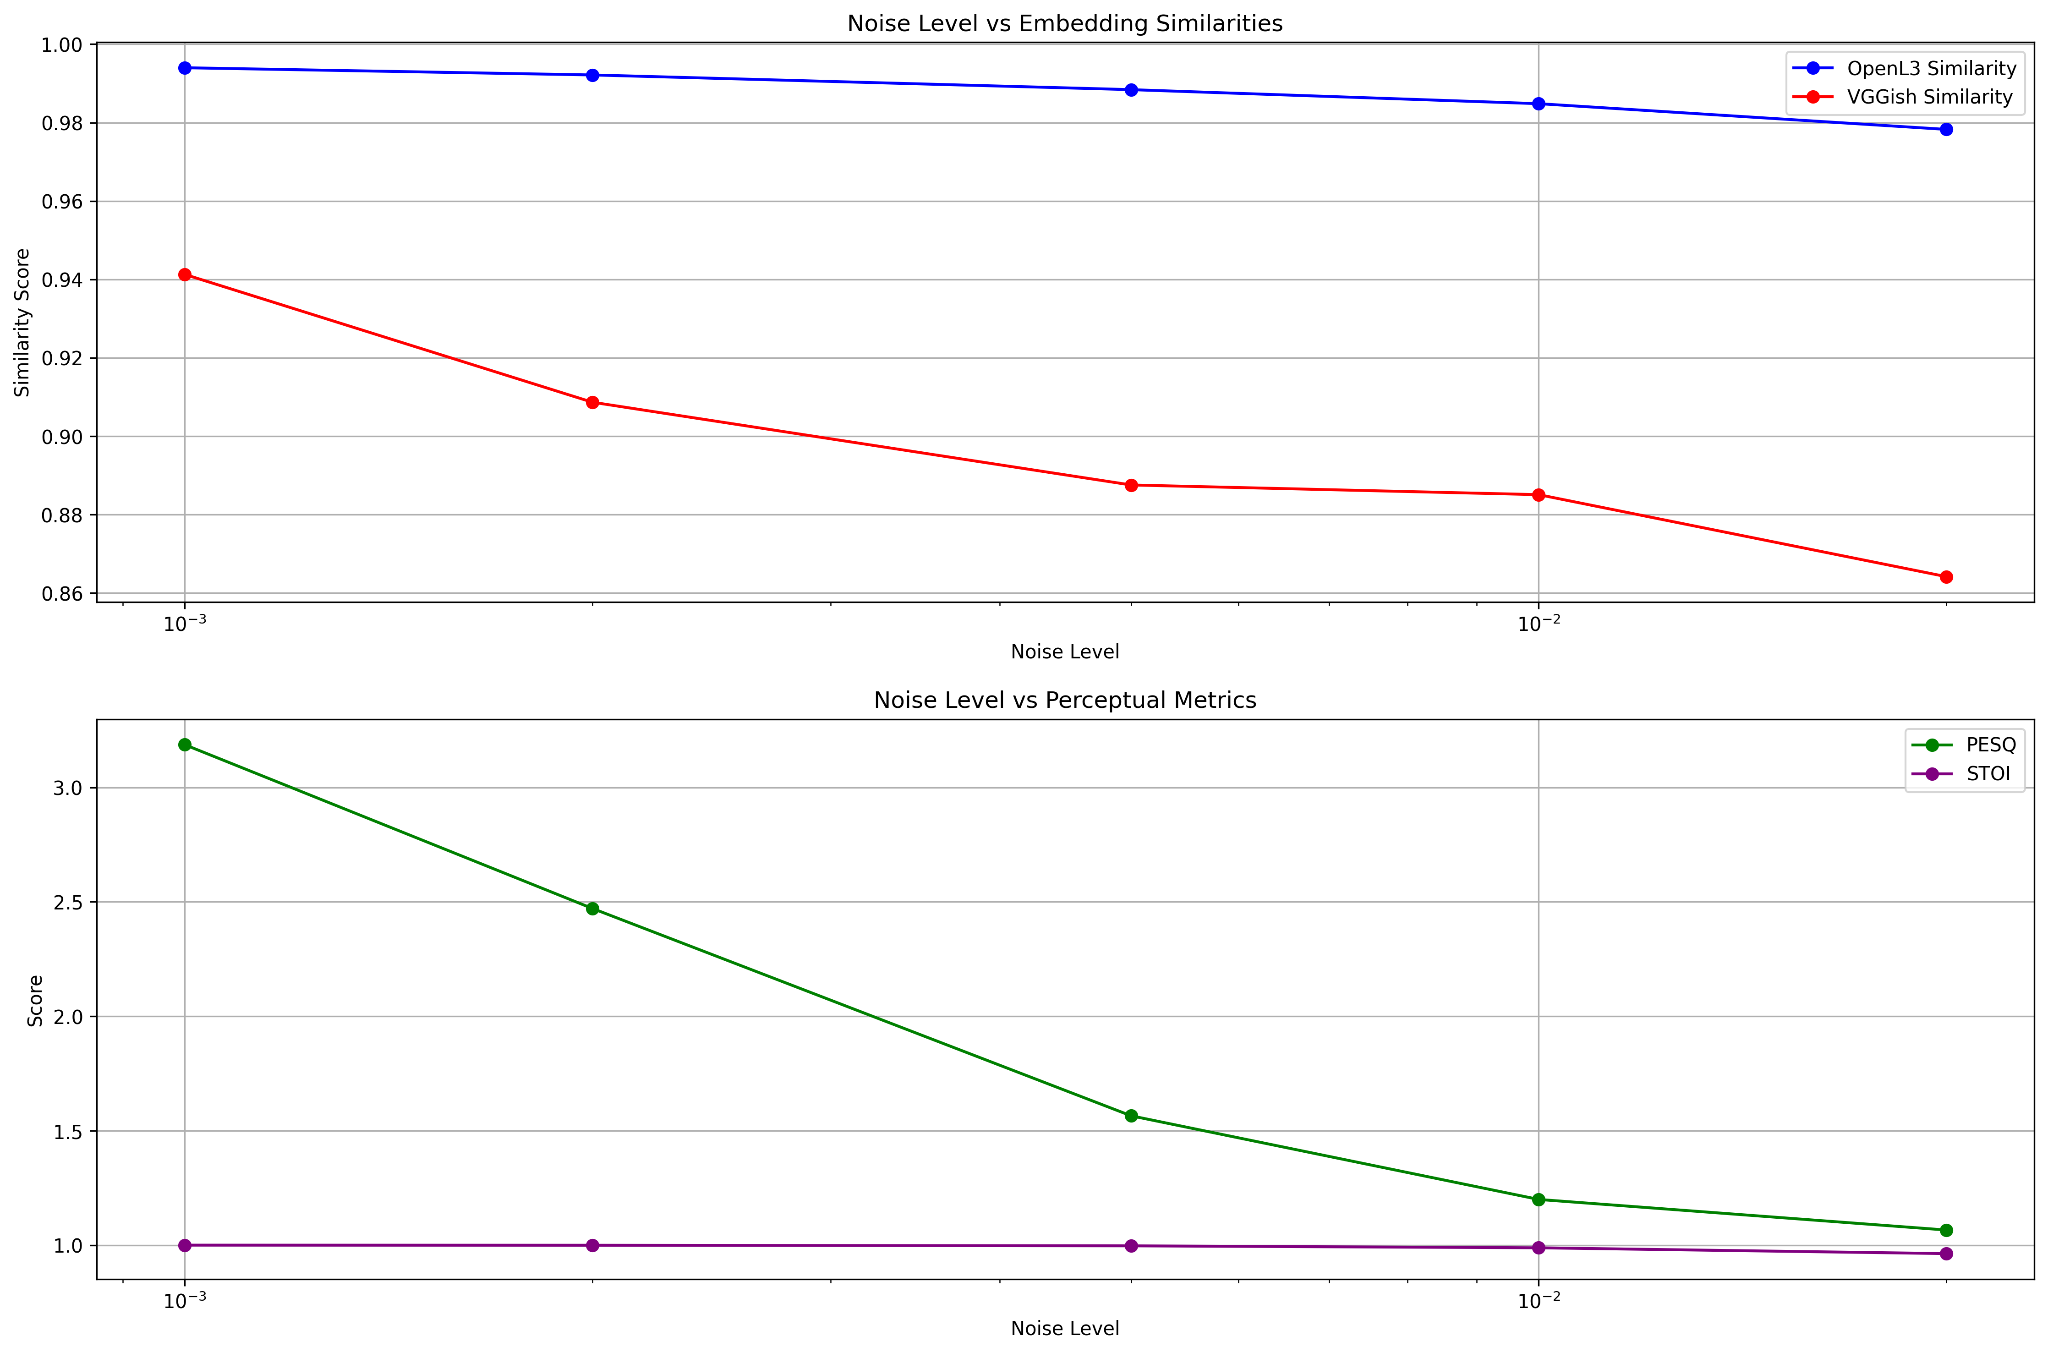 Noise Level vs Embedding Similarities
1.00
0.98
0.96
0.94
0.92
0.90
0.88
0.86
Similarity Score
OpenL3 Similarity
VGGish Similarity
10⁻³
10⁻²
Noise Level
Noise Level vs Perceptual Metrics
3.0
2.5
2.0
1.5
1.0
Score
PESQ
STOI
10⁻³
10⁻²
Noise Level